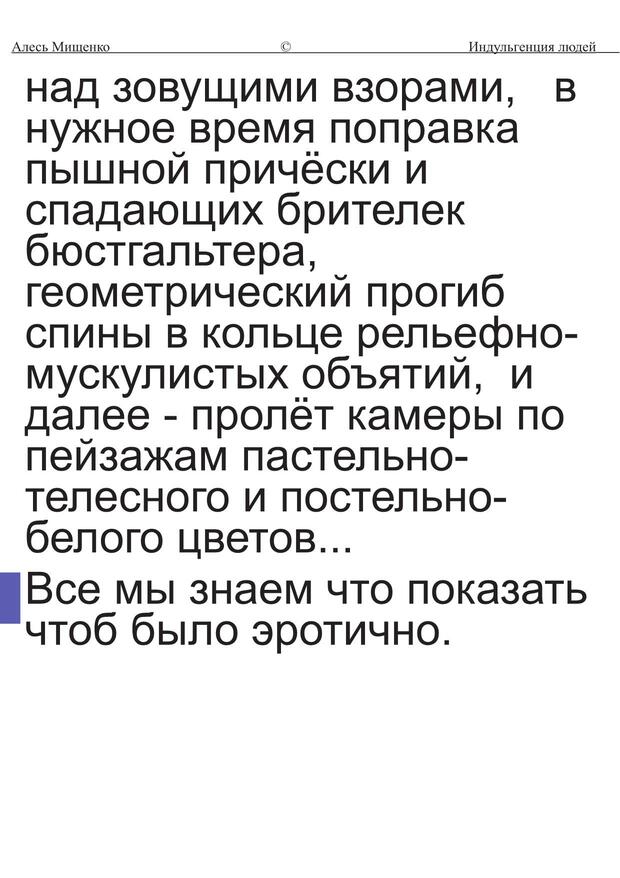 Алесь Мищенко © Индульгенция людей
над зовущими взорами, в
нужное время поправка
пышной причёски и
спадающих брителек
бюстгальтера,
геометрический прогиб
спины в кольце рельефно-
мускулистых объятий, и
далее - пролёт камеры по
пейзажам пастельно-
телесного и постельно-
белого цветов...
Все мы знаем что показать
чтоб было эротично.